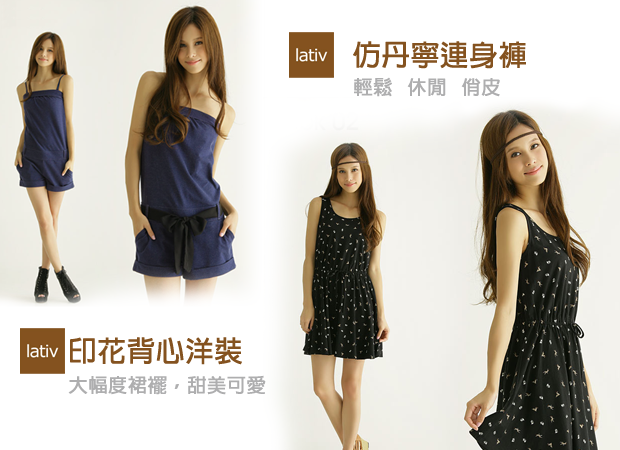 lativ
仿丹寧連身褲
輕鬆 休閒 俏皮
lativ
印花背心洋裝
大幅度裙襬，甜美可愛